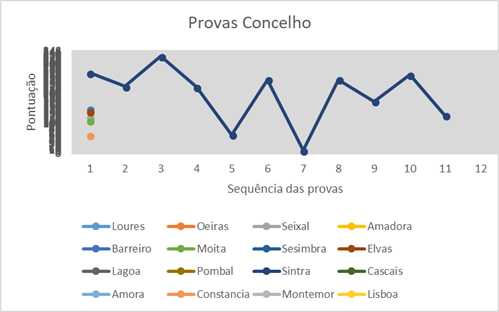 Provas Concelho
Pontuação
1 2 3 4 5 6 7 8 9 10 11 12
Sequência das provas
Loures Oeiras Seixal Amadora
Barreiro Moita Sesimbra Elvas
Lagoa Pombal Sintra Cascais
Amora Constancia Montemor Lisboa